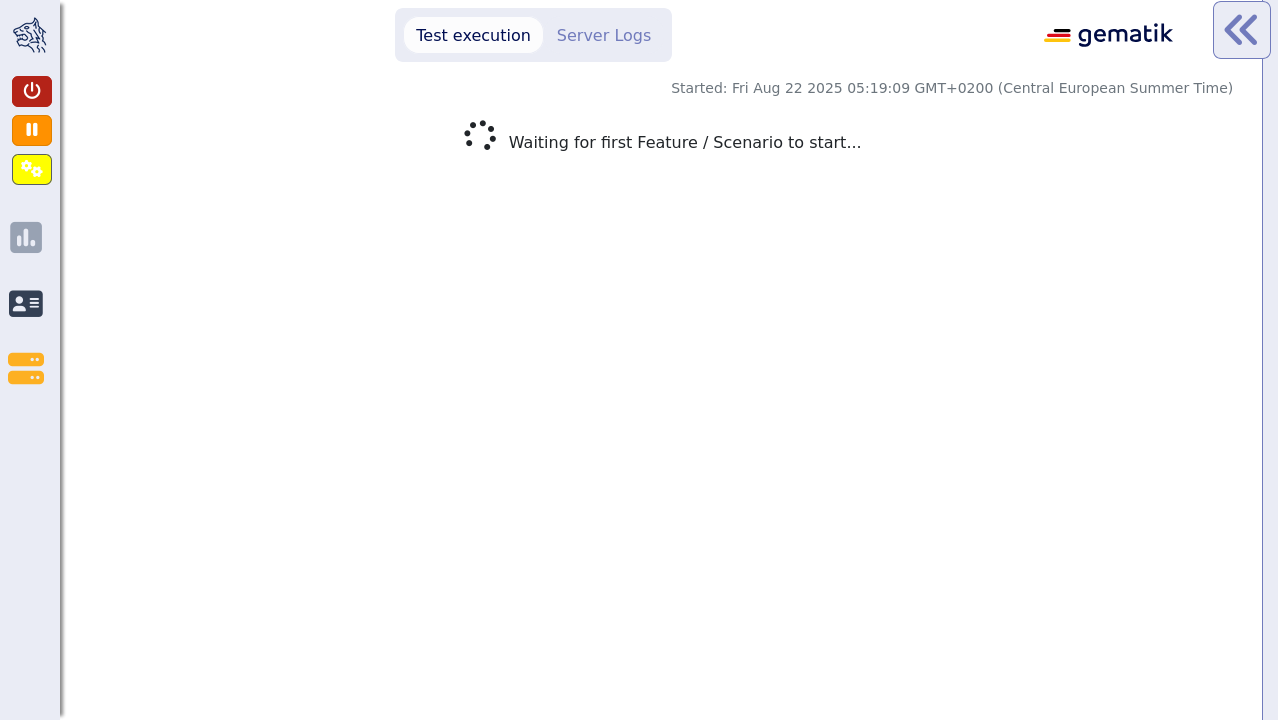 Test execution
Server Logs
gematik
Started: Fri Aug 22 2025 05:19:09 GMT+0200 (Central European Summer Time)
Waiting for first Feature / Scenario to start...